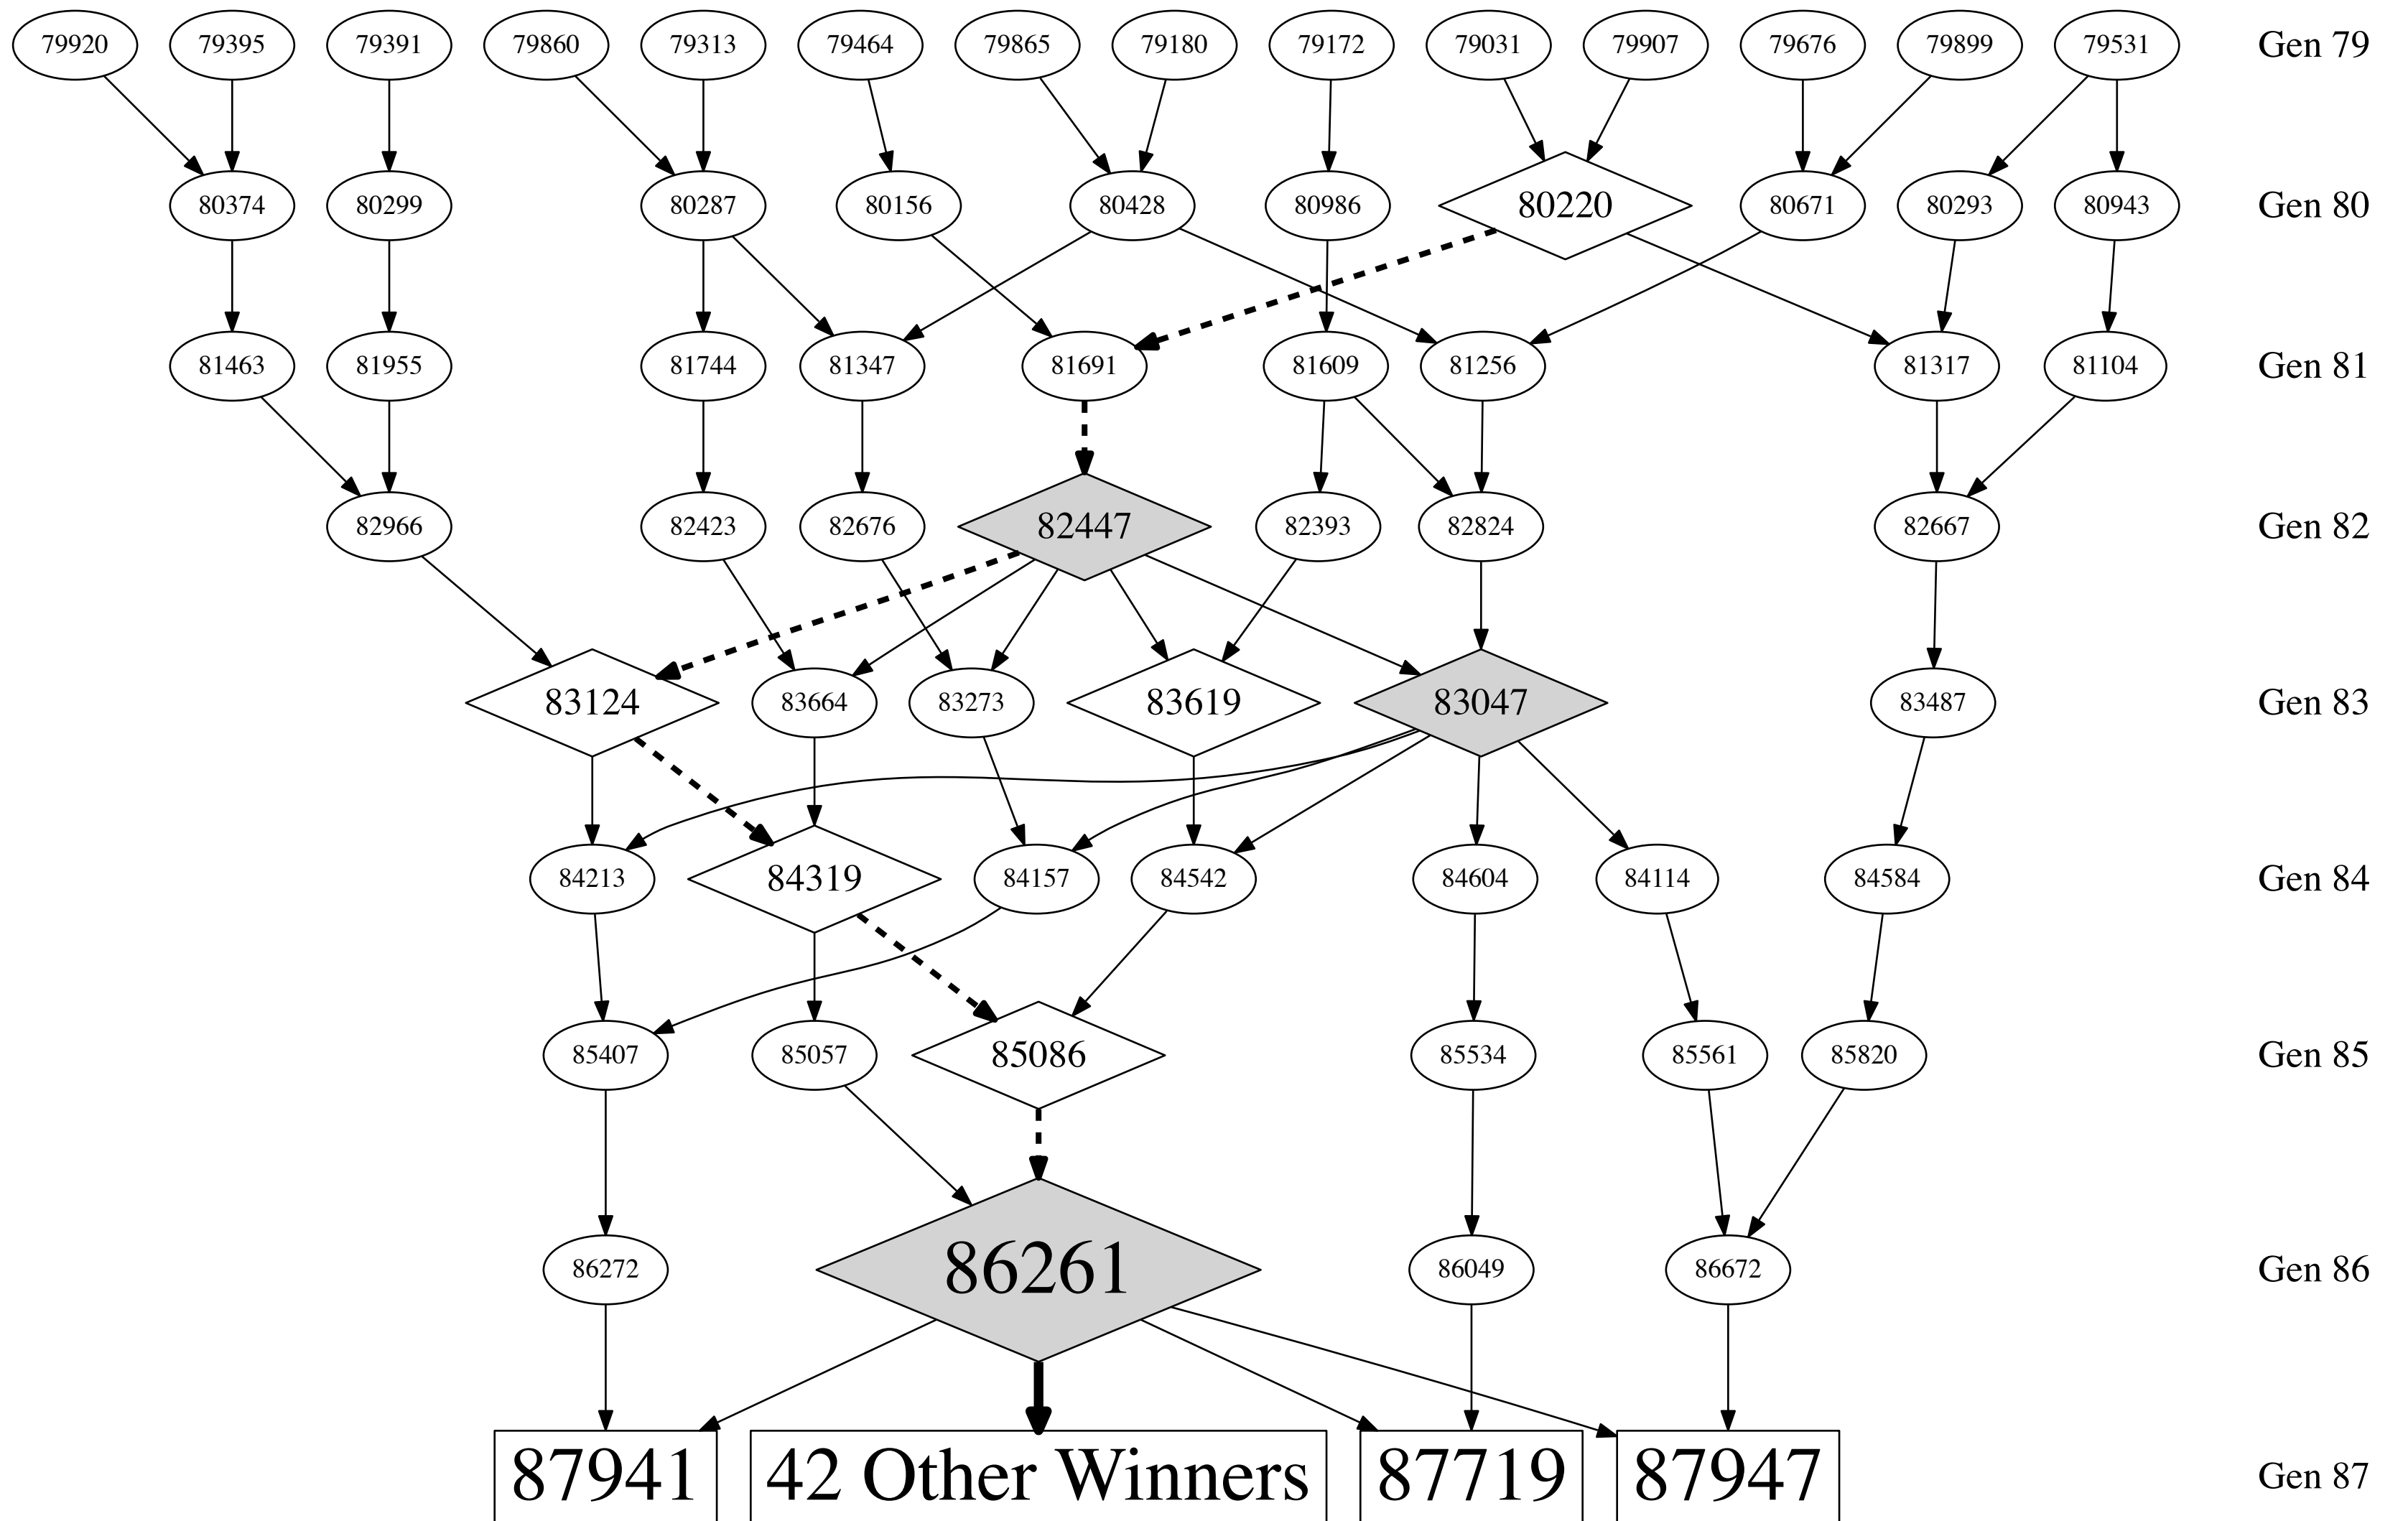 79920 79395 79391 79860 79313 79464 79865 79180 79172 79031 79907 79676 79899 79531 Gen 79
80374 80299 80287 80156 80428 80986 80220 80671 80293 80943 Gen 80
81463 81955 81744 81347 81691 81609 81256 81317 81104 Gen 81
82966 82423 82676 82447 82393 82824 82667 Gen 82
83124 83664 83273 83619 83047 83487 Gen 83
84213 84319 84157 84542 84604 84114 84584 Gen 84
85407 85057 85086 85534 85561 85820 Gen 85
86272 86261 86049 86672 Gen 86
87941 42 Other Winners 87719 87947 Gen 87